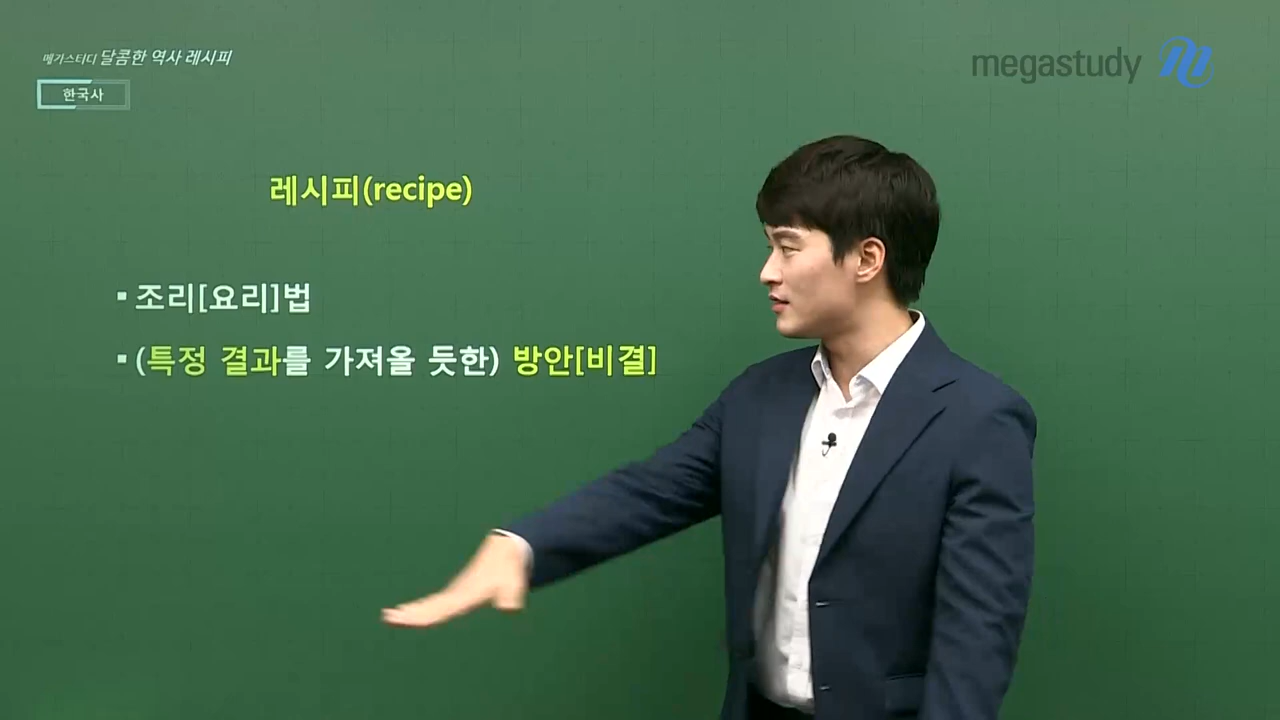 메가스터디 달콤한 역사 레시피
megastudy
한국사
레시피(recipe)
조리[요리]법
(특정 결과를 가져올 듯한) 방안[비결]